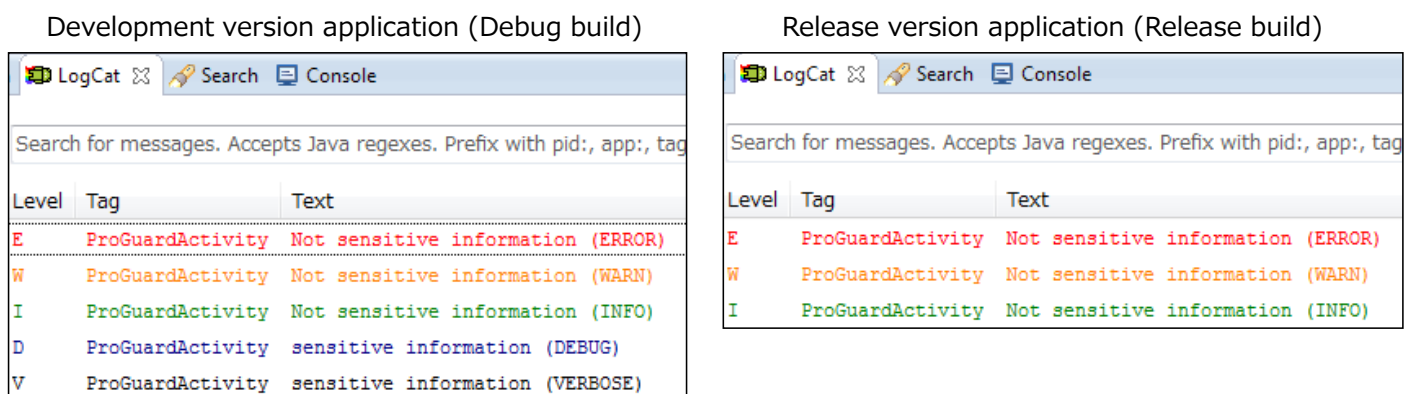 Development version application (Debug build)
LogCat Search Console
Search for messages. Accepts Java regexes. Prefix with pid:, app:, tag
Level Tag Text
E ProGuardActivity Not sensitive information (ERROR)
W ProGuardActivity Not sensitive information (WARN)
I ProGuardActivity Not sensitive information (INFO)
D ProGuardActivity sensitive information (DEBUG)
V ProGuardActivity sensitive information (VERBOSE)
Release version application (Release build)
LogCat Search Console
Search for messages. Accepts Java regexes. Prefix with pid:, app:, tag
Level Tag Text
E ProGuardActivity Not sensitive information (ERROR)
W ProGuardActivity Not sensitive information (WARN)
I ProGuardActivity Not sensitive information (INFO)